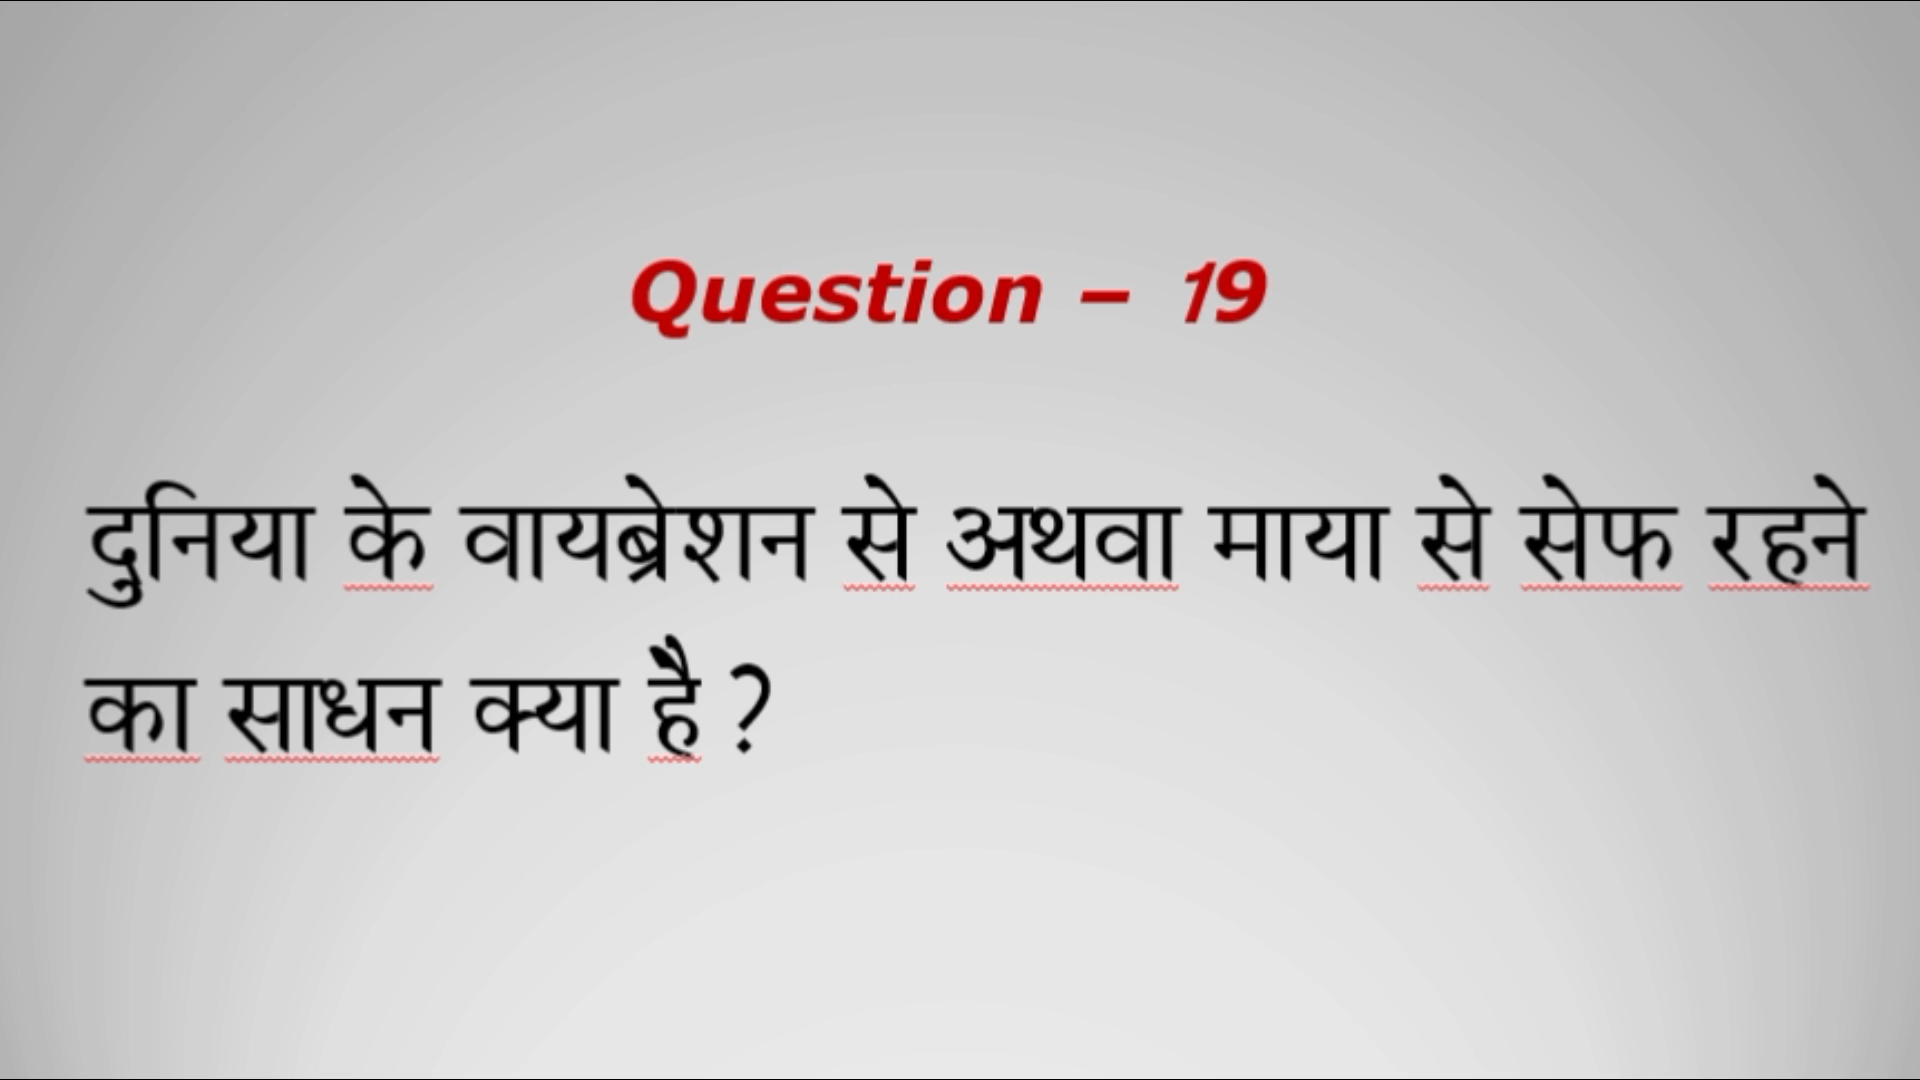 Question – 19
दुनिया के वायब्रेशन से अथवा माया से सेफ रहने
का साधन क्या है ?